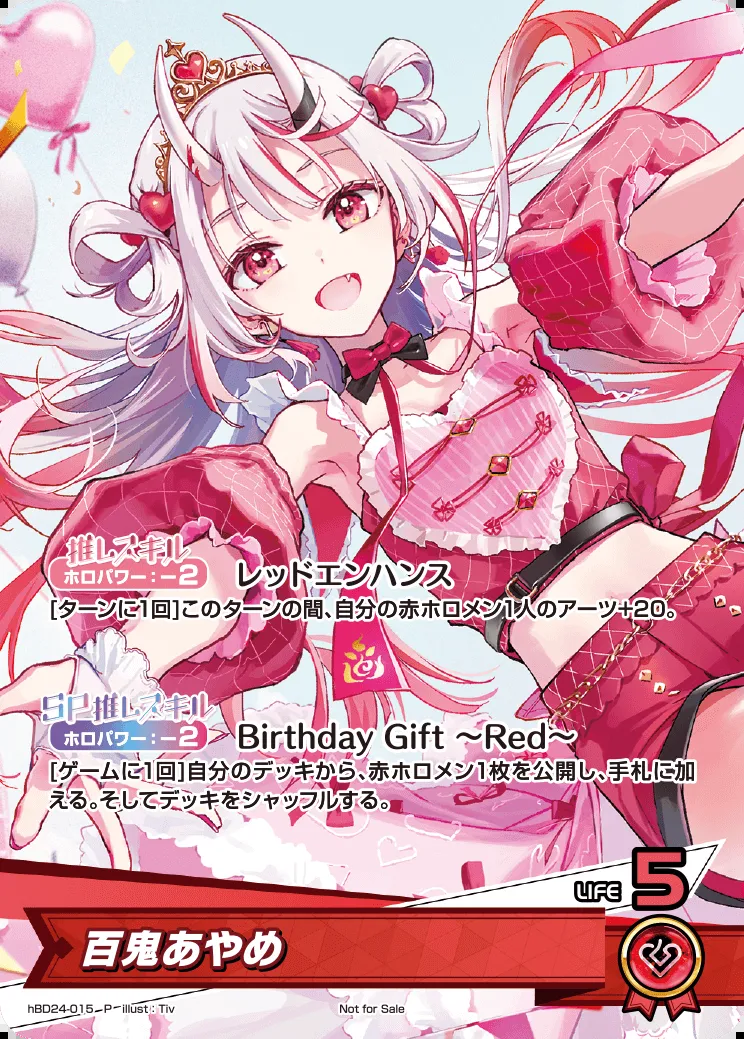 推しスキル
ホロパワー：－2 レッドエンハンス
[ターンに1回]このターンの間、自分の赤ホロメン1人のアーツ+20。
SP推しスキル
ホロパワー：－2 Birthday Gift ～Red～
[ゲームに1回]自分のデッキから、赤ホロメン1枚を公開し、手札に加
える。そしてデッキをシャッフルする。
LIFE 5
百鬼あやめ
hBD24-015 P illust：Tiv Not for Sale